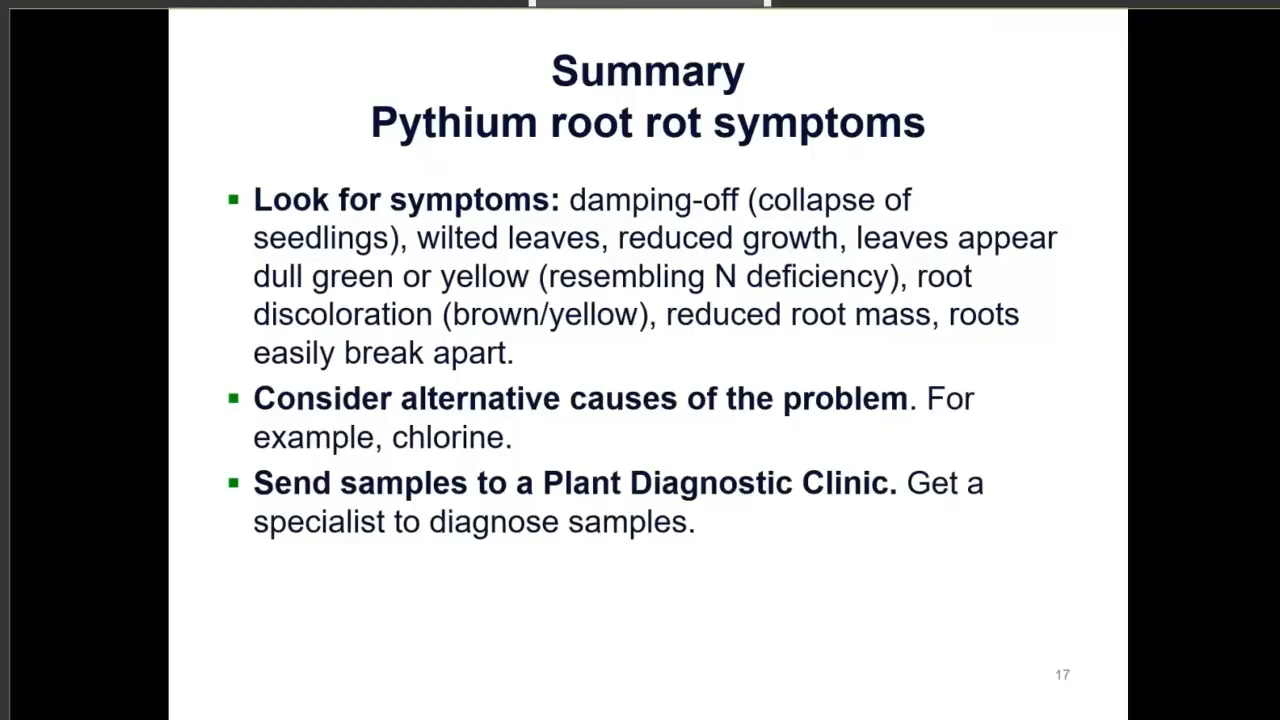 Summary
Pythium root rot symptoms
▪ Look for symptoms: damping-off (collapse of
seedlings), wilted leaves, reduced growth, leaves appear
dull green or yellow (resembling N deficiency), root
discoloration (brown/yellow), reduced root mass, roots
easily break apart.
▪ Consider alternative causes of the problem. For
example, chlorine.
▪ Send samples to a Plant Diagnostic Clinic. Get a
specialist to diagnose samples.
17